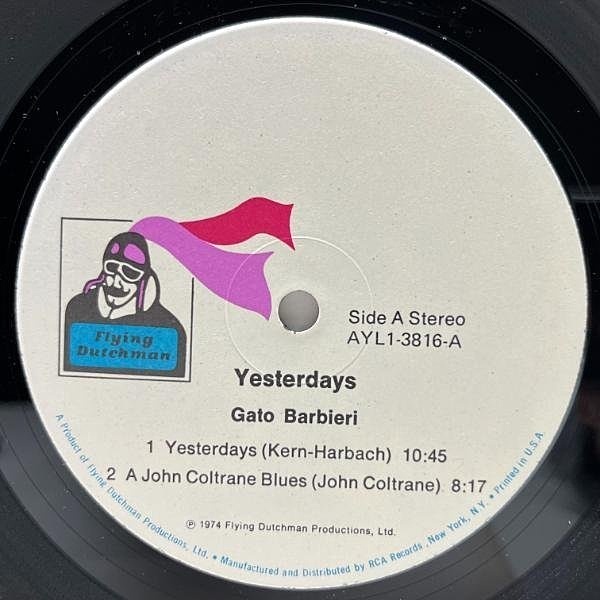 Flying
Dutchman
Side A Stereo
AYL1-3816-A
Yesterdays
Gato Barbieri
1 Yesterdays (Kern-Harbach) 10:45
2 A John Coltrane Blues (John Coltrane) 8:17
℗ 1974 Flying Dutchman Productions, Ltd.
A Product of Flying Dutchman Productions, Ltd. • Manufactured and Distributed by RCA Records, New York, N.Y. • Printed in U.S.A.